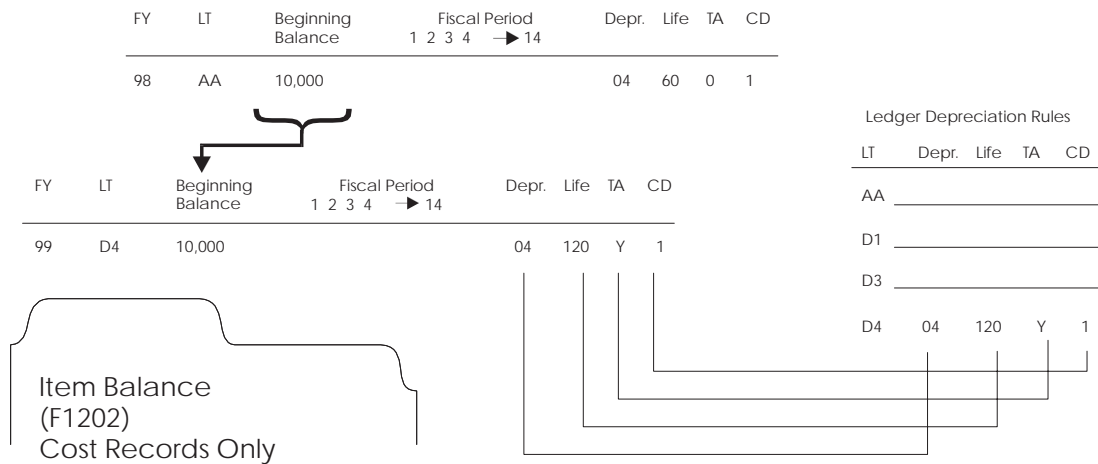 FY LT Beginning Balance Fiscal Period Depr. Life TA CD
1 2 3 4 14
98 AA 10,000 04 60 0 1
FY LT Beginning Balance Fiscal Period Depr. Life TA CD
1 2 3 4 14
99 D4 10,000 04 120 Y 1
Ledger Depreciation Rules
LT Depr. Life TA CD
AA
D1
D3
D4 04 120 Y 1
Item Balance
(F1202)
Cost Records Only